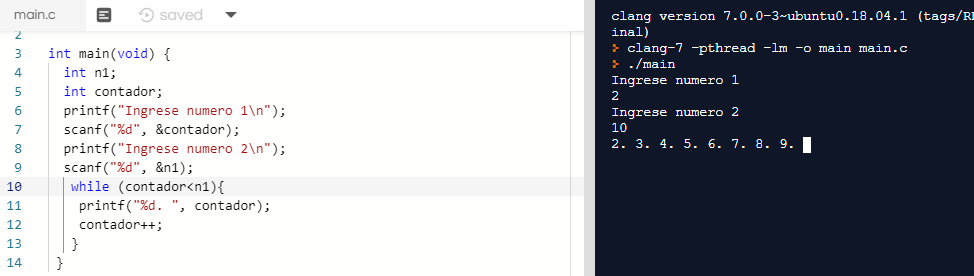 main.c saved
2
3 int main(void) {
4 int n1;
5 int contador;
6 printf("Ingrese numero 1\n");
7 scanf("%d", &contador);
8 printf("Ingrese numero 2\n");
9 scanf("%d", &n1);
10 while (contador<n1){
11 printf("%d. ", contador);
12 contador++;
13 }
14 }
clang version 7.0.0-3~ubuntu0.18.04.1 (tags/
inal)
> clang-7 -pthread -lm -o main main.c
> ./main
Ingrese numero 1
2
Ingrese numero 2
10
2. 3. 4. 5. 6. 7. 8. 9.